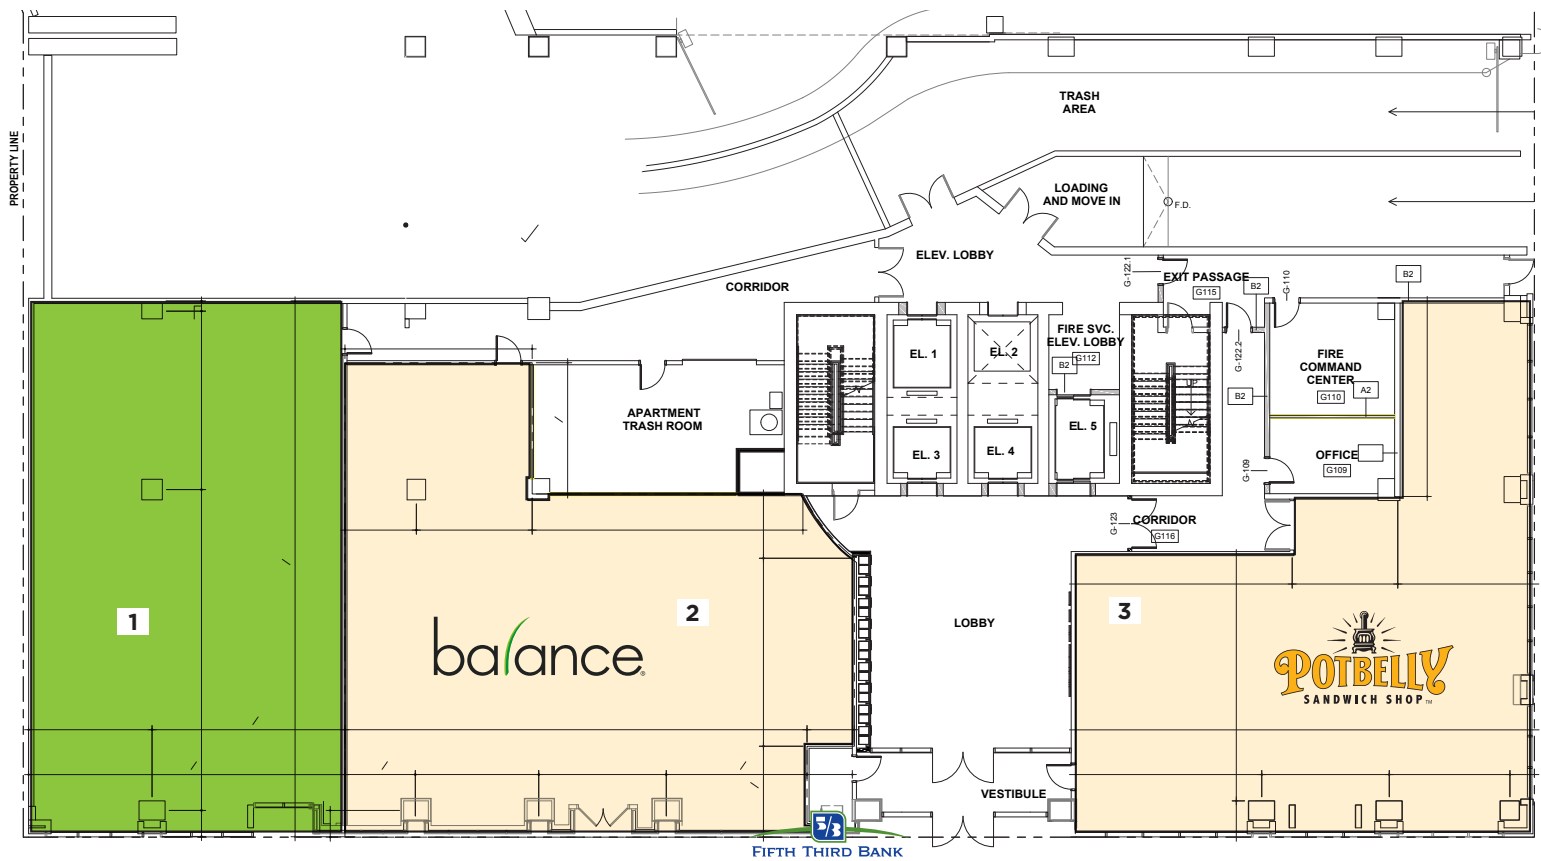 PROPERTY LINE
TRASH
AREA
LOADING
AND MOVE IN
F.D.
ELEV. LOBBY
CORRIDOR
G-122.1
EXIT PASSAGE
G115
B2
G-110
B2
FIRE SVC.
ELEV. LOBBY
G112
B2
EL. 1
EL. 2
EL. 3
EL. 4
EL. 5
UP
G-122.2
B2
FIRE
COMMAND
CENTER
G110
A2
OFFICE
G109
G-109
APARTMENT
TRASH ROOM
G-123
CORRIDOR
G116
1
2
3
balance®
LOBBY
POTBELLY
SANDWICH SHOP™
VESTIBULE
5/3
FIFTH THIRD BANK